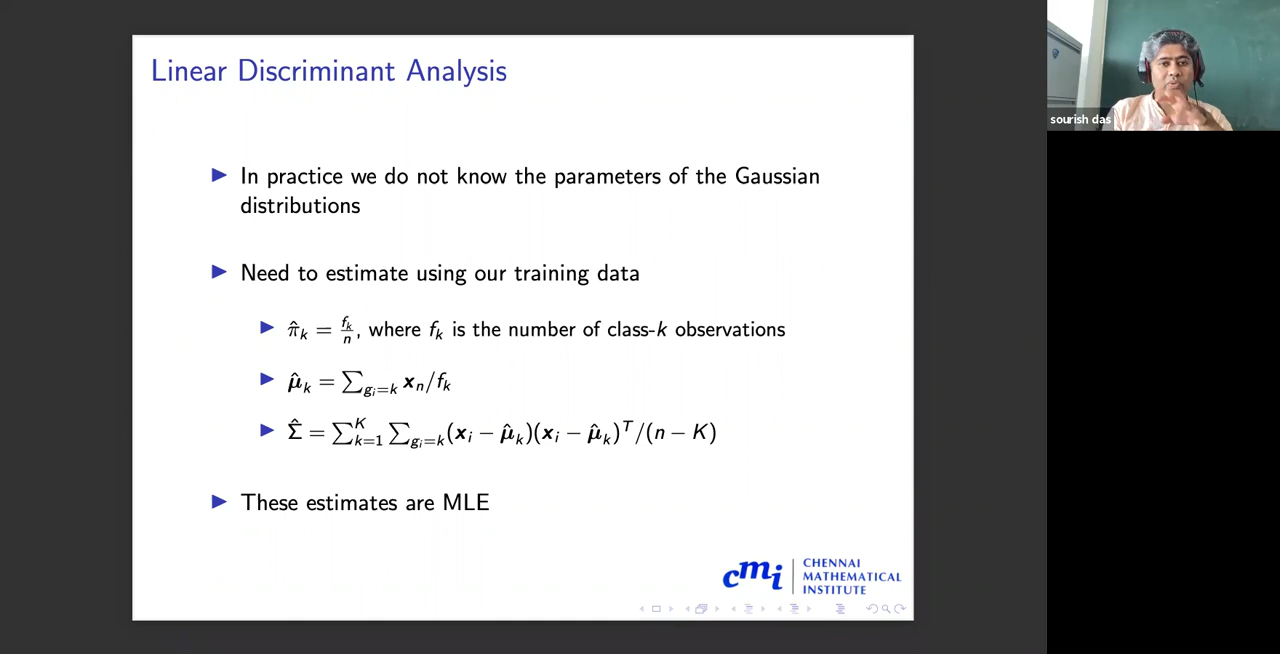 Linear Discriminant Analysis
sourish das
▶ In practice we do not know the parameters of the Gaussian
distributions
▶ Need to estimate using our training data
▶ π̂ₖ = fₖ/n, where fₖ is the number of class-k observations
▶ μ̂ₖ = ∑_{gᵢ=k} xₙ/fₖ
▶ Σ̂ = ∑_{k=1}^{K} ∑_{gᵢ=k} (xᵢ − μ̂ₖ)(xᵢ − μ̂ₖ)ᵀ/(n − K)
▶ These estimates are MLE
cmi
CHENNAI
MATHEMATICAL
INSTITUTE